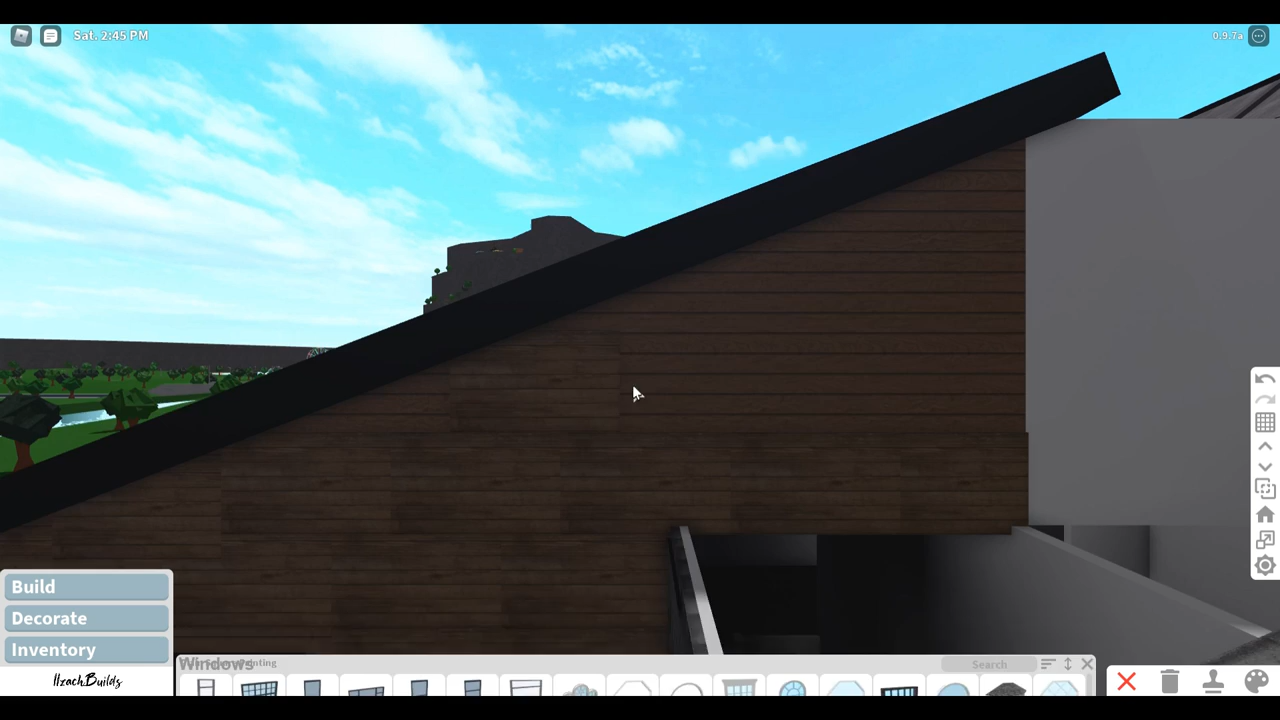 Sat. 2:45 PM
0.9.7a
Build
Decorate
Inventory
IIzachBuilds
Windows
Search